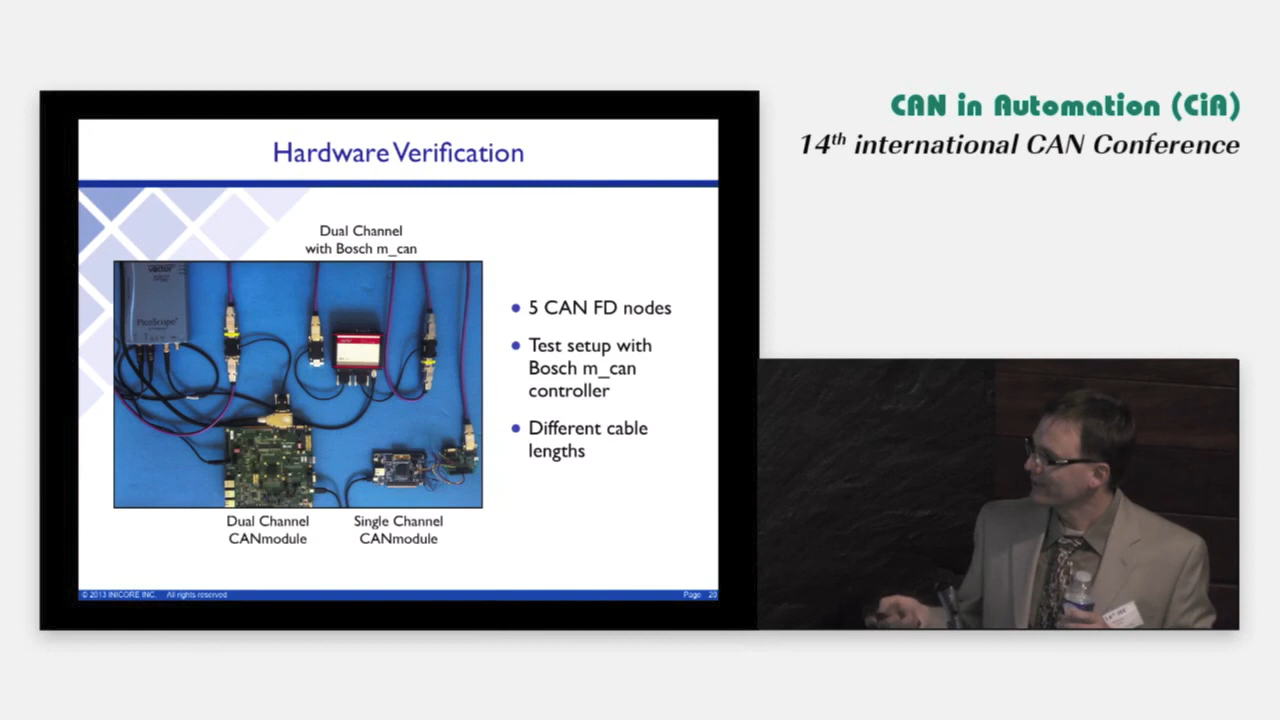 CAN in Automation (CiA)
14th international CAN Conference
Hardware Verification
Dual Channel
with Bosch m_can
vector
PicoScope
5 CAN FD nodes
Test setup with
Bosch m_can
controller
Different cable
lengths
Dual Channel
CANmodule
Single Channel
CANmodule
© 2013 INICORE INC. All rights reserved
Page 20